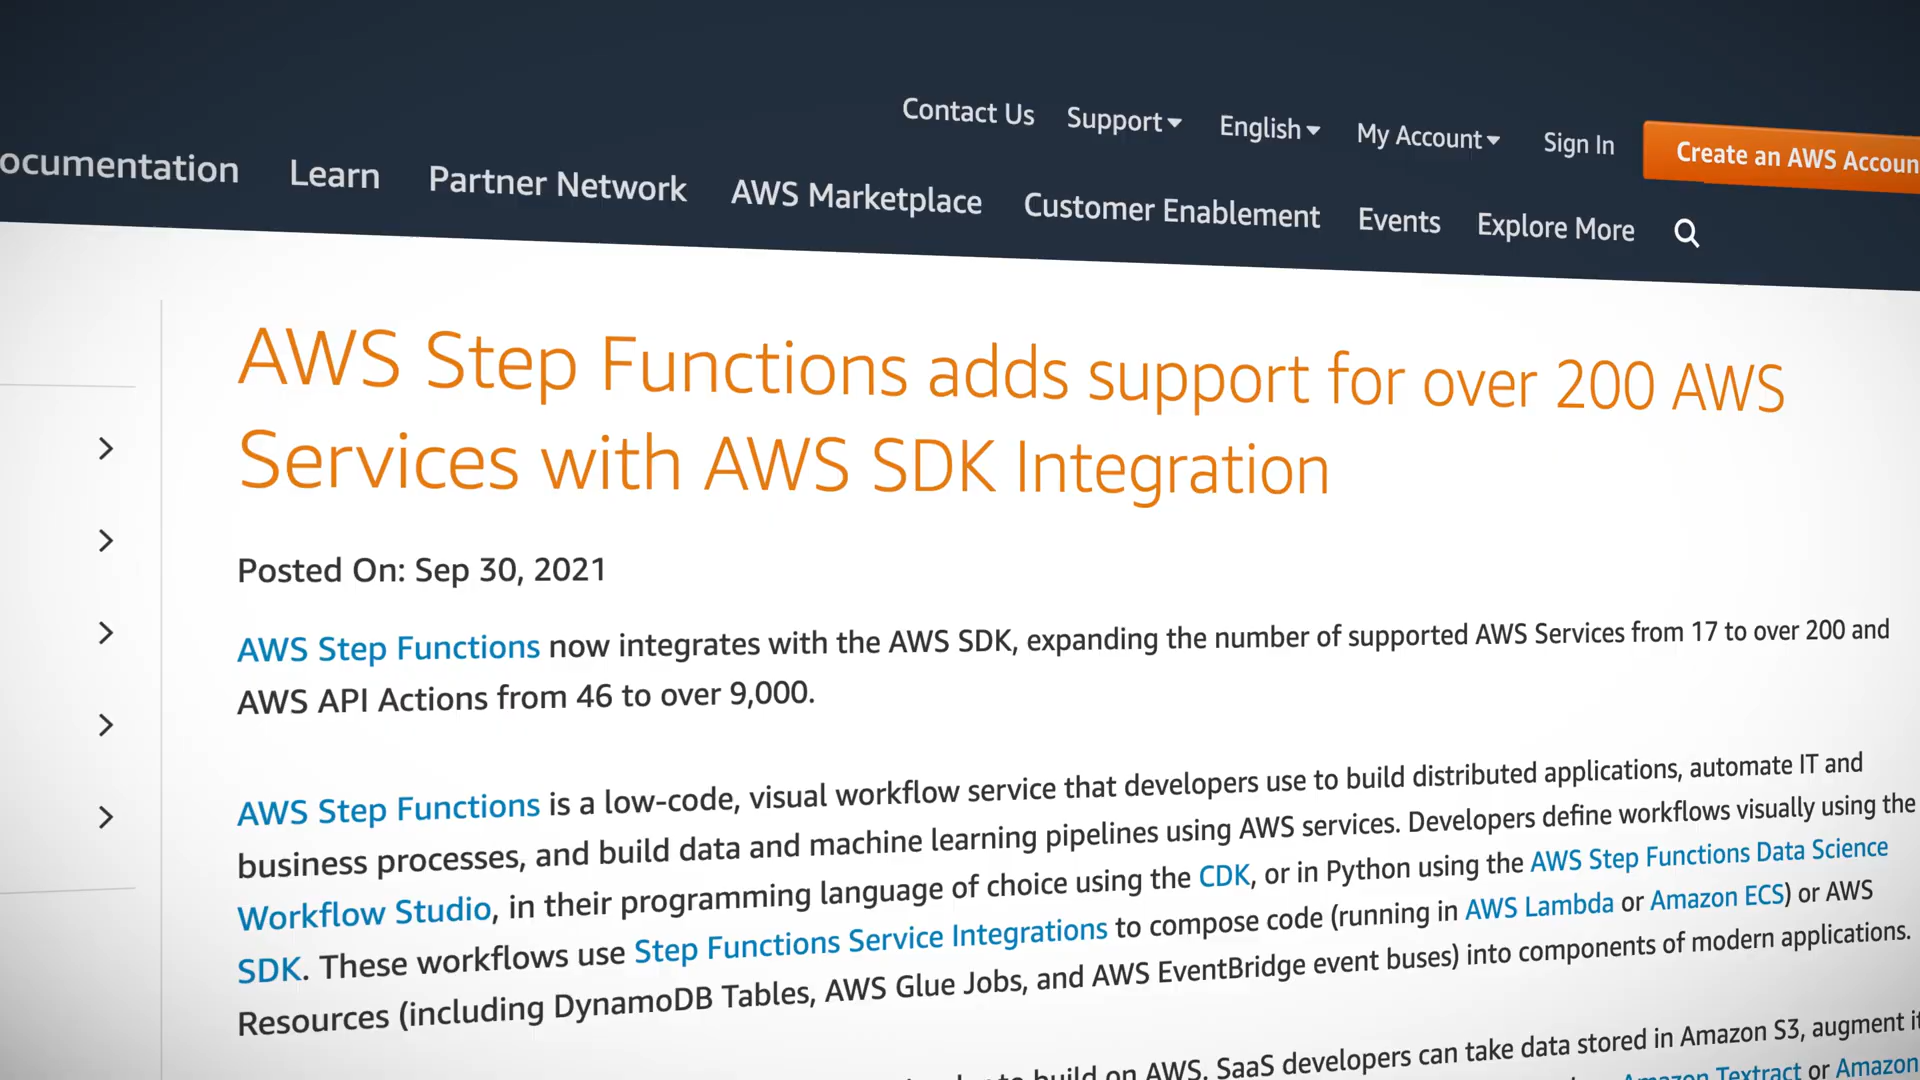 Contact Us Support English My Account Sign In Create an AWS
Learn Partner Network AWS Marketplace Customer Enablement Events Explore More
AWS Step Functions adds support for over 200 AWS
Services with AWS SDK Integration
Posted On: Sep 30, 2021
AWS Step Functions now integrates with the AWS SDK, expanding the number of supported AWS Services from 17 to over 200 and
AWS API Actions from 46 to over 9,000.
AWS Step Functions is a low-code, visual workflow service that developers use to build distributed applications, automate IT and
business processes, and build data and machine learning pipelines using AWS services. Developers define workflows visually using the
Workflow Studio, in their programming language of choice using the CDK, or in Python using the AWS Step Functions Data Science
SDK. These workflows use Step Functions Service Integrations to compose code (running in AWS Lambda or Amazon ECS) or AWS
Resources (including DynamoDB Tables, AWS Glue Jobs, and AWS EventBridge event buses) into components of modern applications.
to build on AWS. SaaS developers can take data stored in Amazon S3, augment
Amazon Textract or Amazon